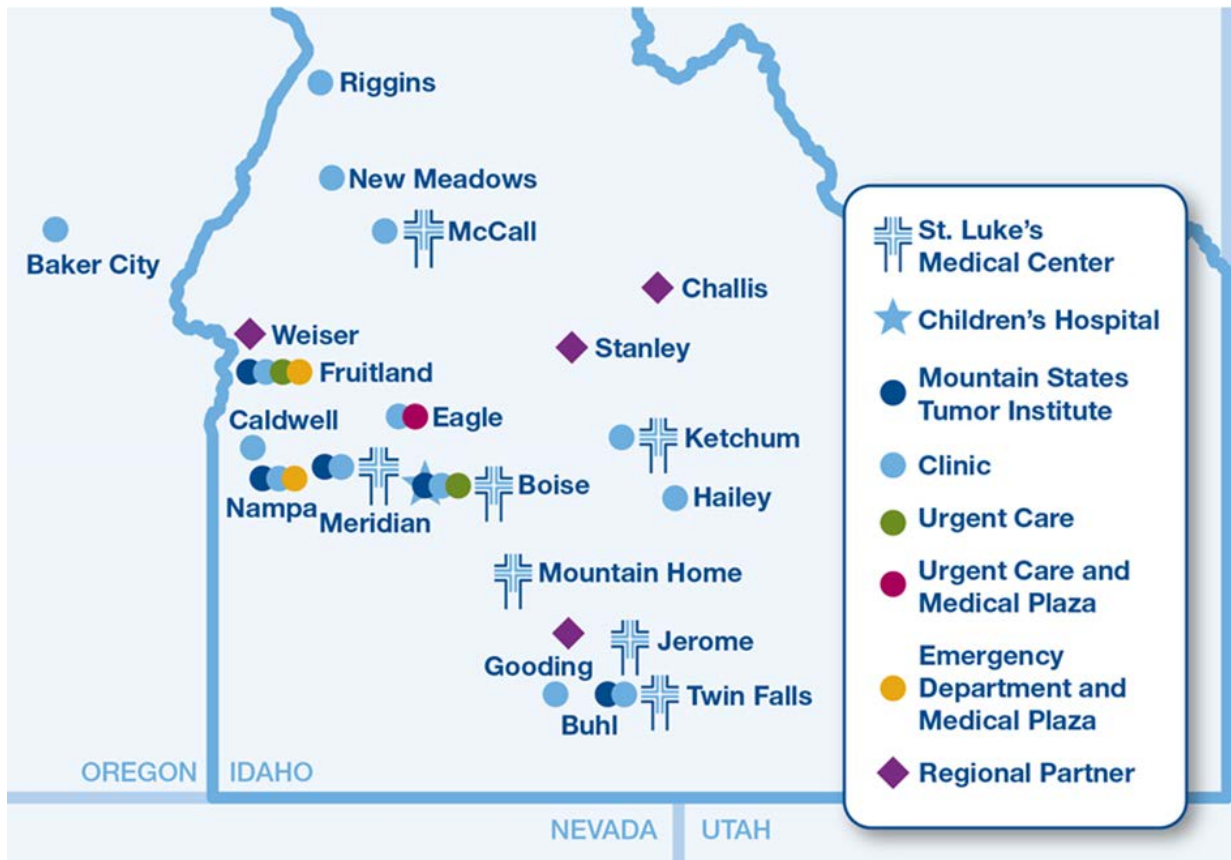 Riggins
New Meadows
McCall
Baker City
Challis
Weiser
Stanley
Fruitland
Caldwell
Eagle
Ketchum
Nampa
Meridian
Boise
Hailey
Mountain Home
Gooding
Jerome
Buhl
Twin Falls
OREGON
IDAHO
NEVADA
UTAH
St. Luke's
Medical Center
Children's Hospital
Mountain States
Tumor Institute
Clinic
Urgent Care
Urgent Care and
Medical Plaza
Emergency
Department and
Medical Plaza
Regional Partner